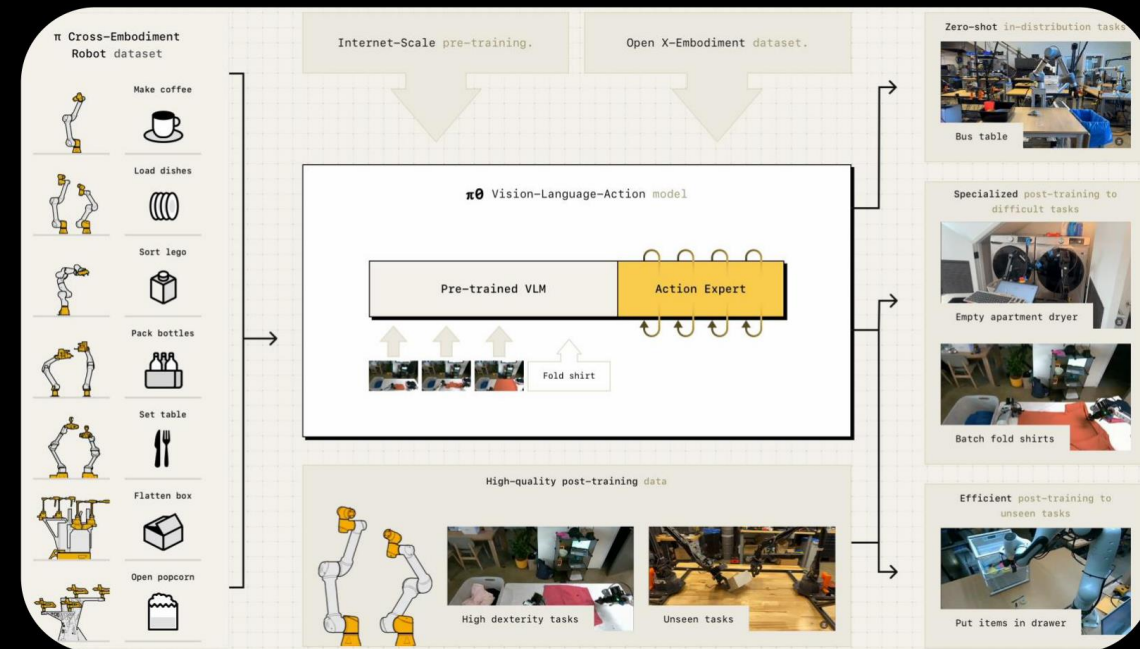 π Cross-Embodiment
Robot dataset
Make coffee
Load dishes
Sort lego
Pack bottles
Set table
Flatten box
Open popcorn
Internet-Scale pre-training.
Open X-Embodiment dataset.
π0 Vision-Language-Action model
Pre-trained VLM
Action Expert
Fold shirt
High-quality post-training data
High dexterity tasks
Unseen tasks
Zero-shot in-distribution tasks
Bus table
Specialized post-training to
difficult tasks
Empty apartment dryer
Batch fold shirts
Efficient post-training to
unseen tasks
Put items in drawer